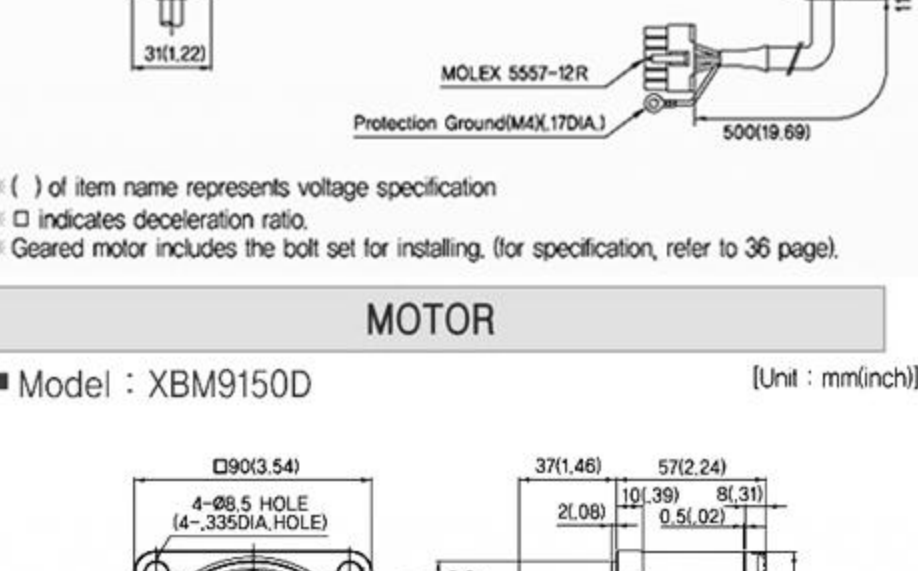 31(1.22)
MOLEX 5557-12R
Protection Ground(M4)(.17DIA.)
500(19.69)
※ ( ) of item name represents voltage specification
※ □ indicates deceleration ratio.
※ Geared motor includes the bolt set for installing. (for specification, refer to 36 page).
MOTOR
■ Model : XBM9150D
[Unit : mm(inch)]
□90(3.54)
37(1.46)
57(2.24)
4-Ø8.5 HOLE
(4-.335DIA.HOLE)
2(.08)
10(.39)
8(.31)
0.5(.02)